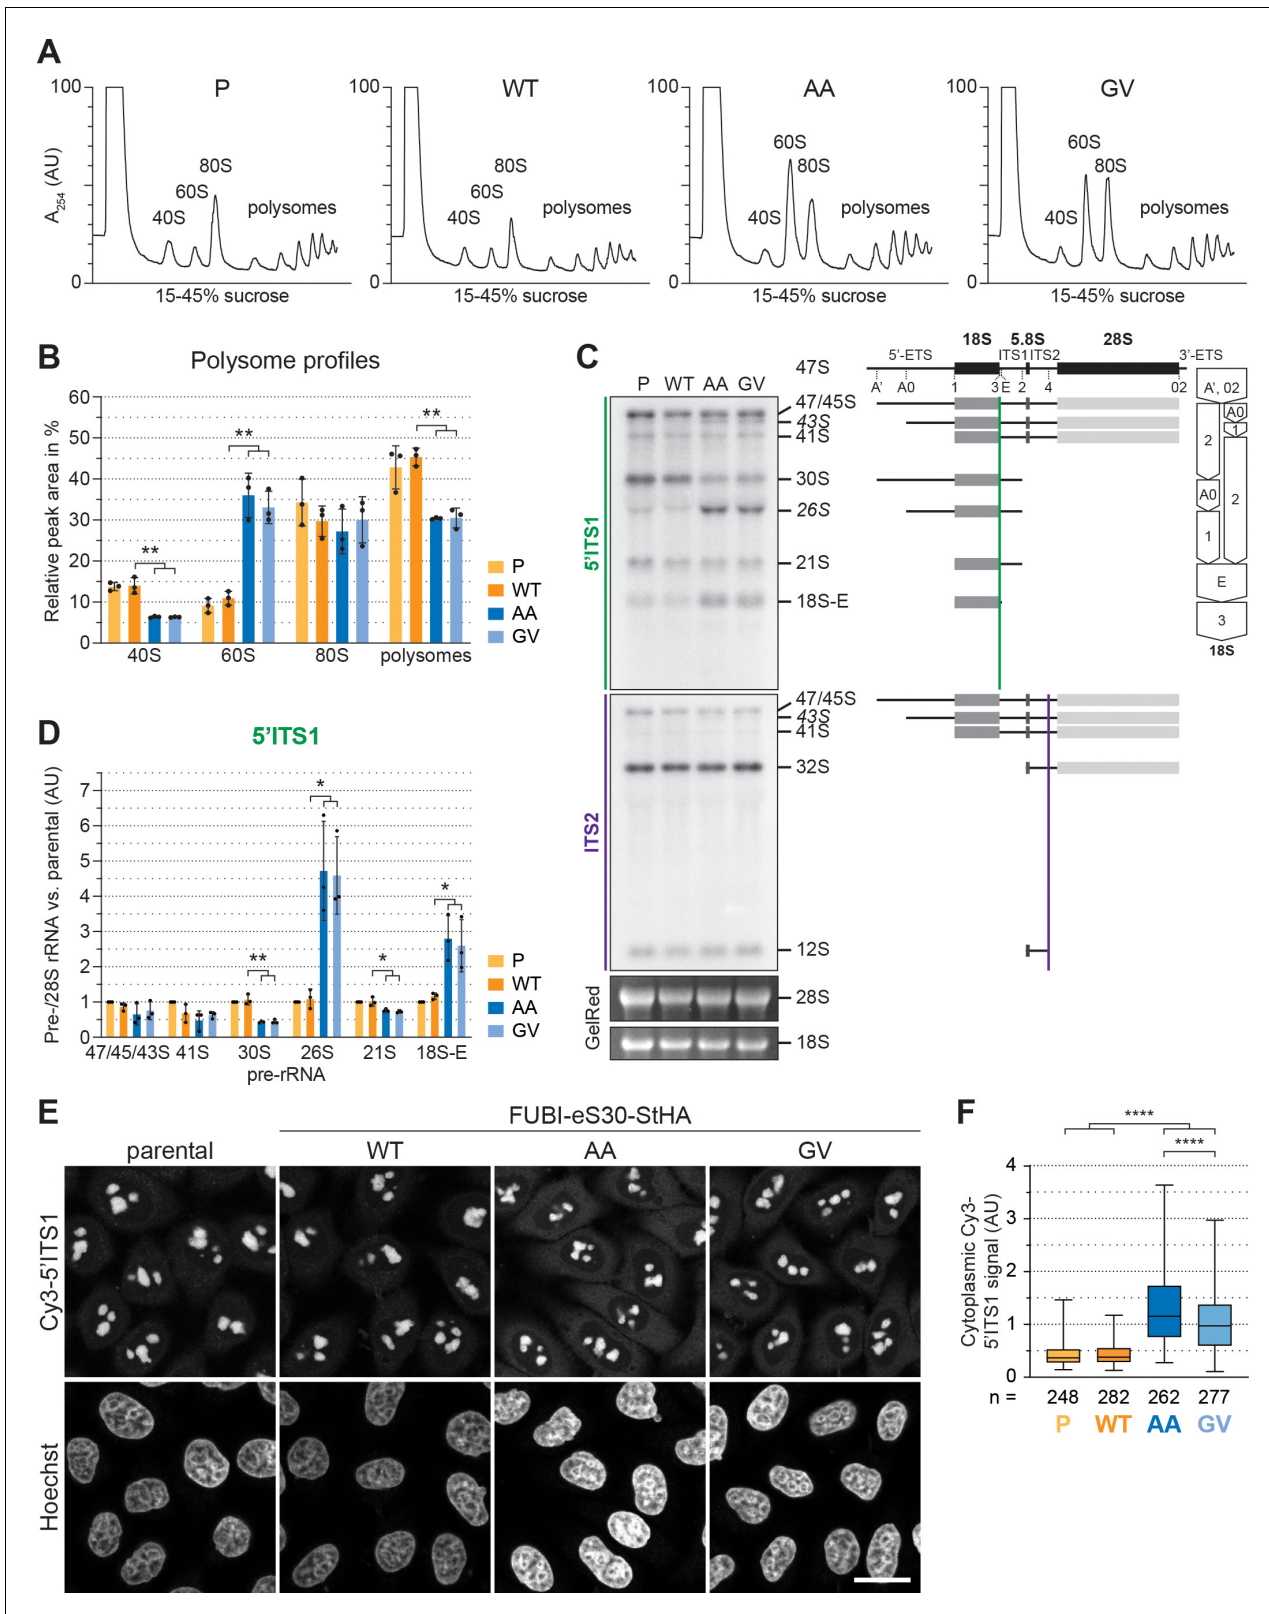 A
P
WT
AA
GV
100
100
100
100
A254 (AU)
0
0
0
0
40S
60S
80S
polysomes
40S
60S
80S
polysomes
40S
60S
80S
polysomes
40S
60S
80S
polysomes
15-45% sucrose
15-45% sucrose
15-45% sucrose
15-45% sucrose
B
Polysome profiles
Relative peak area in %
60
50
40
30
20
10
0
**
**
**
40S
60S
80S
polysomes
P
WT
AA
GV
C
P
WT
AA
GV
5'ITS1
ITS2
GelRed
47S
5'-ETS
18S
ITS1
5.8S
ITS2
28S
3'-ETS
A'
A0
1
3
E
2
4
02
47/45S
43S
41S
30S
26S
21S
18S-E
47/45S
43S
41S
32S
12S
28S
18S
A', 02
2
A0
1
A0
1
2
E
3
18S
D
5'ITS1
Pre-/28S rRNA vs. parental (AU)
7
6
5
4
3
2
1
0
**
*
*
*
47/45/43S
41S
30S
26S
21S
18S-E
pre-rRNA
P
WT
AA
GV
E
FUBI-eS30-StHA
parental
WT
AA
GV
Cy3-5'ITS1
Hoechst
F
****
****
Cytoplasmic Cy3-
5'ITS1 signal (AU)
4
3
2
1
0
n =
248
282
262
277
P
WT
AA
GV